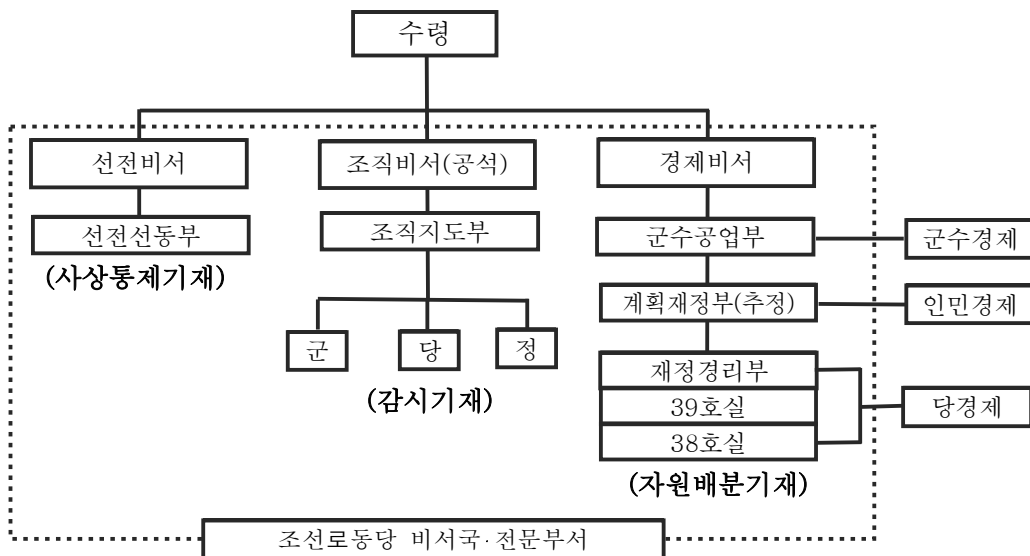 수령
선전비서
조직비서(공석)
경제비서
선전선동부
조직지도부
군수공업부
군수경제
(사상통제기재)
계획재정부(추정)
인민경제
군
당
정
재정경리부
(감시기재)
39호실
당경제
38호실
(자원배분기재)
조선로동당 비서국·전문부서